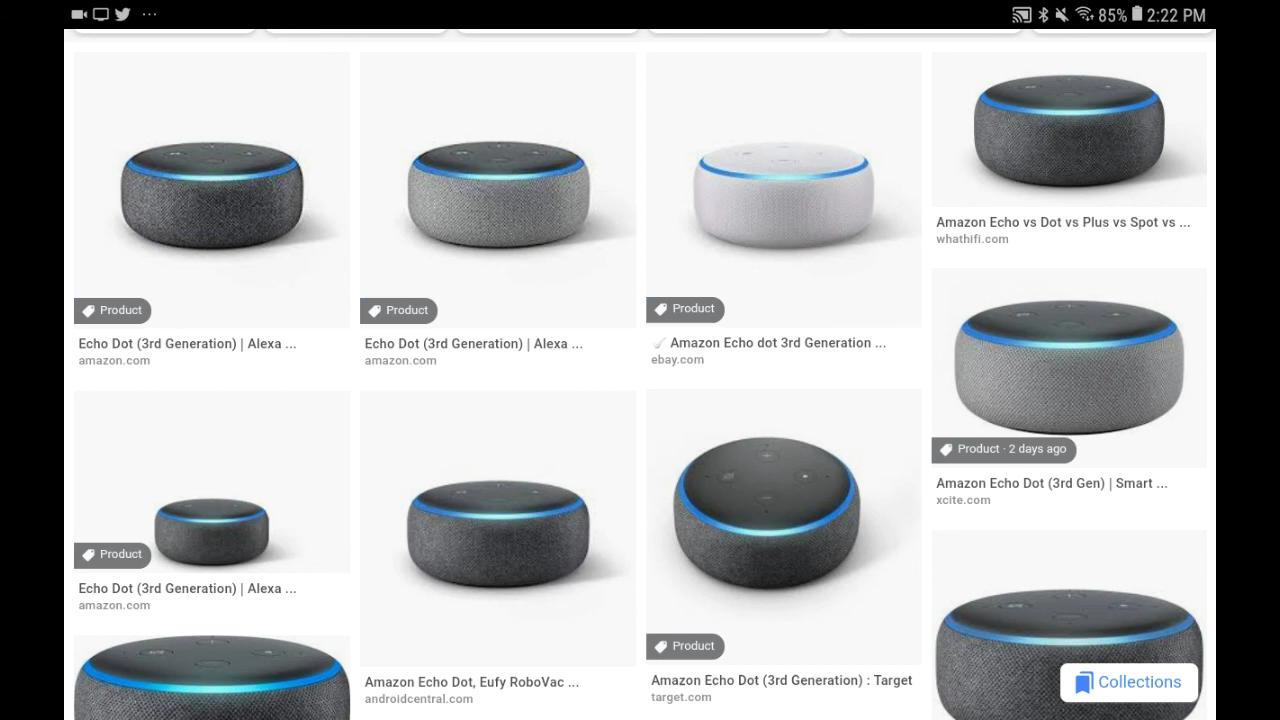 85% 2:22 PM
Product
Echo Dot (3rd Generation) | Alexa ...
amazon.com
Product
Echo Dot (3rd Generation) | Alexa ...
amazon.com
Product
Amazon Echo dot 3rd Generation ...
ebay.com
Amazon Echo vs Dot vs Plus vs Spot vs ...
whathifi.com
Product · 2 days ago
Amazon Echo Dot (3rd Gen) | Smart ...
xcite.com
Product
Echo Dot (3rd Generation) | Alexa ...
amazon.com
Amazon Echo Dot, Eufy RoboVac ...
androidcentral.com
Product
Amazon Echo Dot (3rd Generation) : Target
target.com
Collections